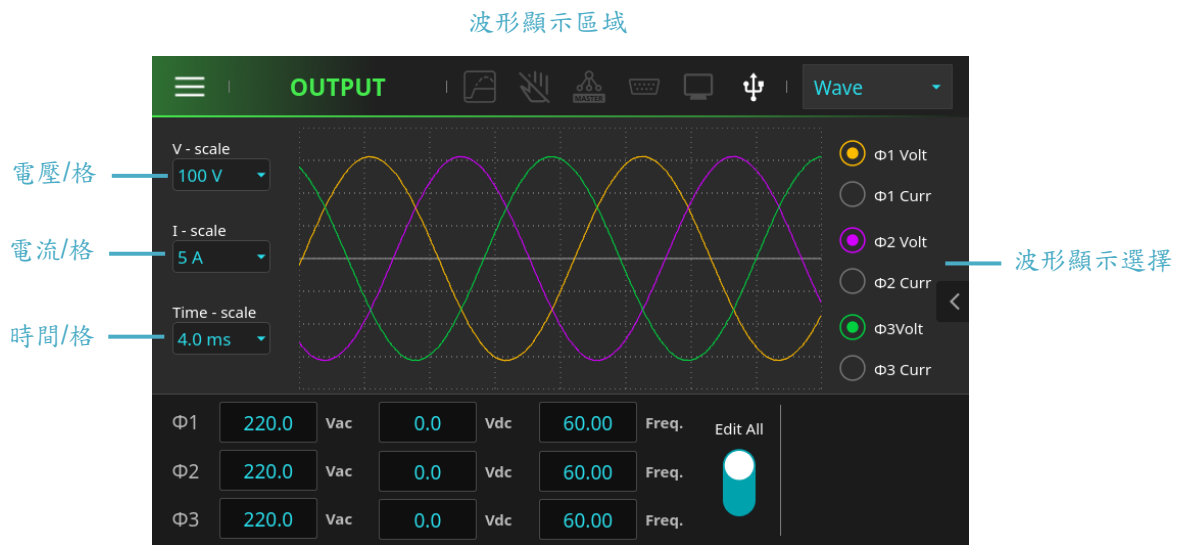 波形顯示區域
OUTPUT
MASTER
Wave
V - scale
100 V
電壓/格
I - scale
5 A
電流/格
Time - scale
4.0 ms
時間/格
Φ1 Volt
Φ1 Curr
Φ2 Volt
Φ2 Curr
Φ3Volt
Φ3 Curr
波形顯示選擇
Φ1 220.0 Vac 0.0 Vdc 60.00 Freq.
Φ2 220.0 Vac 0.0 Vdc 60.00 Freq.
Φ3 220.0 Vac 0.0 Vdc 60.00 Freq.
Edit All